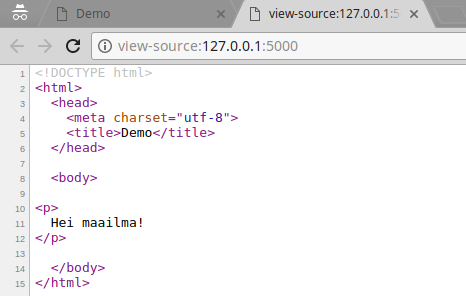 Demo
view-source:127.0.0.1:5
view-source:127.0.0.1:5000
1 <!DOCTYPE html>
2 <html>
3   <head>
4     <meta charset="utf-8">
5     <title>Demo</title>
6   </head>
7
8   <body>
9
10 <p>
11   Hei maailma!
12 </p>
13
14   </body>
15 </html>